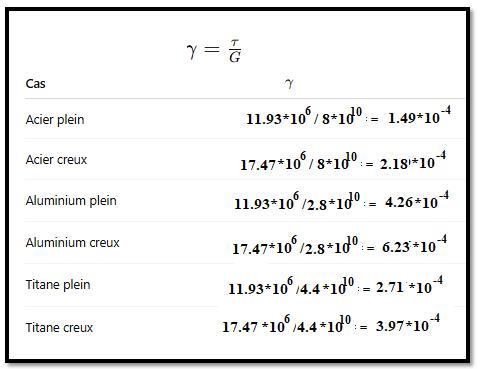 γ = τ/G
Cas γ
Acier plein 11.93*10^6 / 8*10^10 : = 1.49*10^-4
Acier creux 17.47*10^6 / 8*10^10 : = 2.18*10^-4
Aluminium plein 11.93*10^6 /2.8*10^10 : = 4.26*10^-4
Aluminium creux 17.47*10^6 /2.8*10^10 : = 6.23*10^-4
Titane plein 11.93*10^6 /4.4*10^10 : = 2.71*10^-4
Titane creux 17.47 *10^6 /4.4*10^10 : = 3.97*10^-4